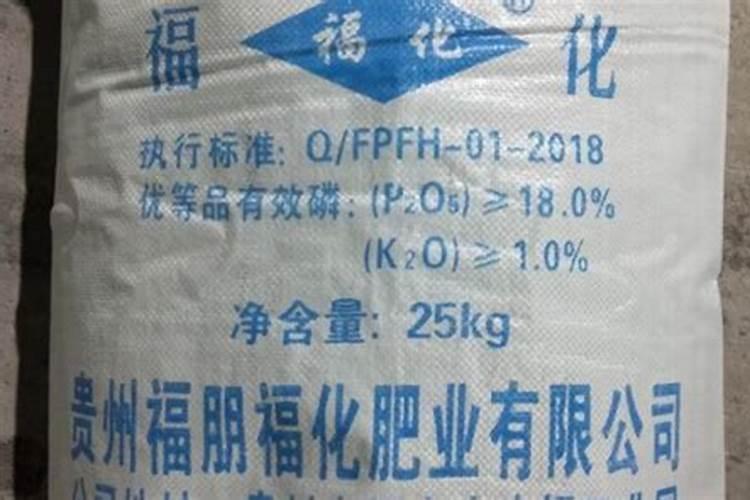 福 福化® 化
执行标准: Q/FPFH-01-2018
优等品有效磷: (P₂O₅) ≥18.0%
(K₂O) ≥ 1.0%
净含量: 25kg
贵州福朋福化肥业有限公司